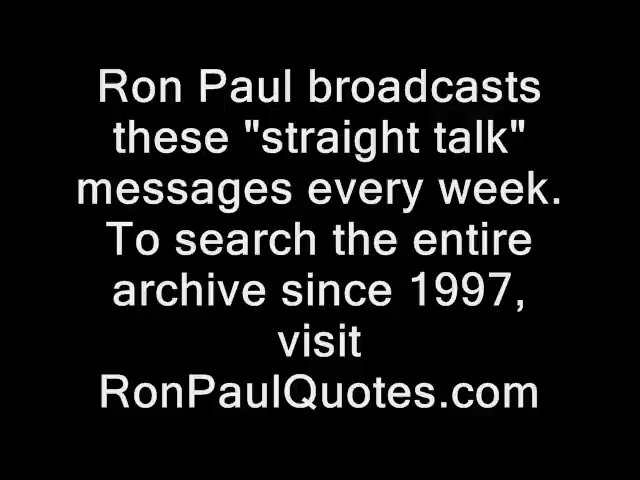 Ron Paul broadcasts
these "straight talk"
messages every week.
To search the entire
archive since 1997,
visit
RonPaulQuotes.com